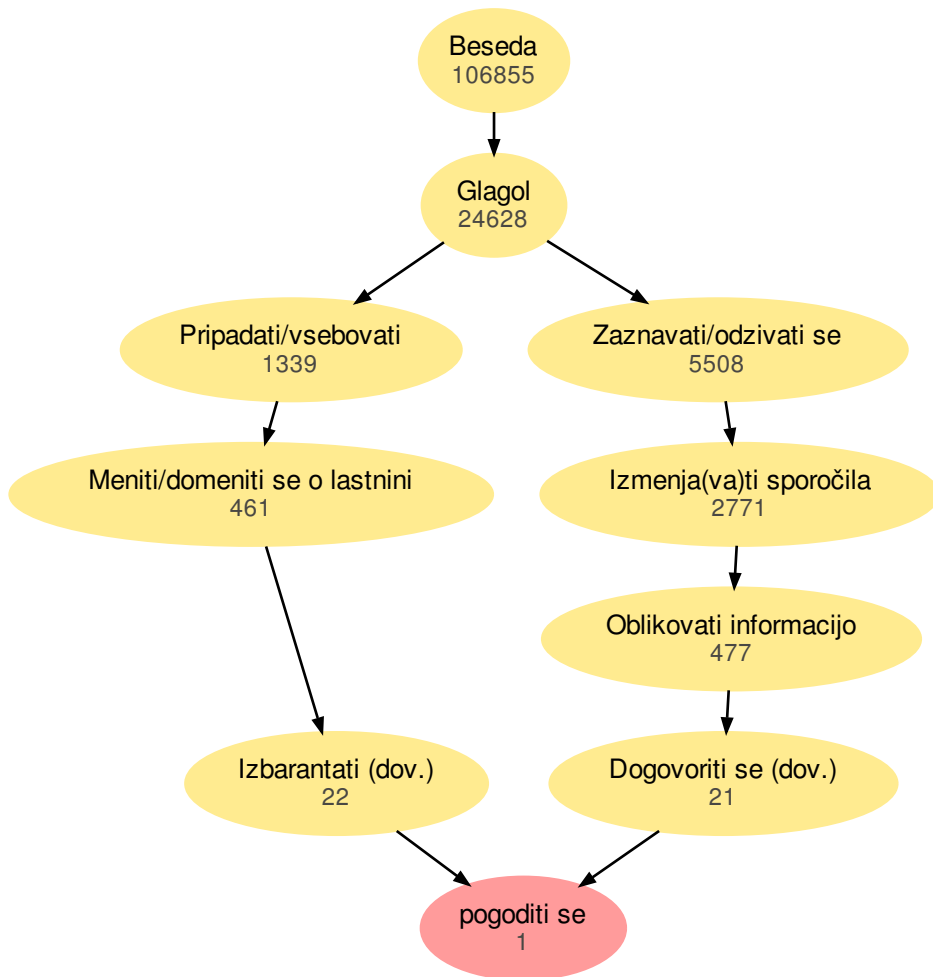 Beseda
106855
Glagol
24628
Pripadati/vsebovati
1339
Zaznavati/odzivati se
5508
Meniti/domeniti se o lastnini
461
Izmenja(va)ti sporočila
2771
Oblikovati informacijo
477
Izbarantati (dov.)
22
Dogovoriti se (dov.)
21
pogoditi se
1